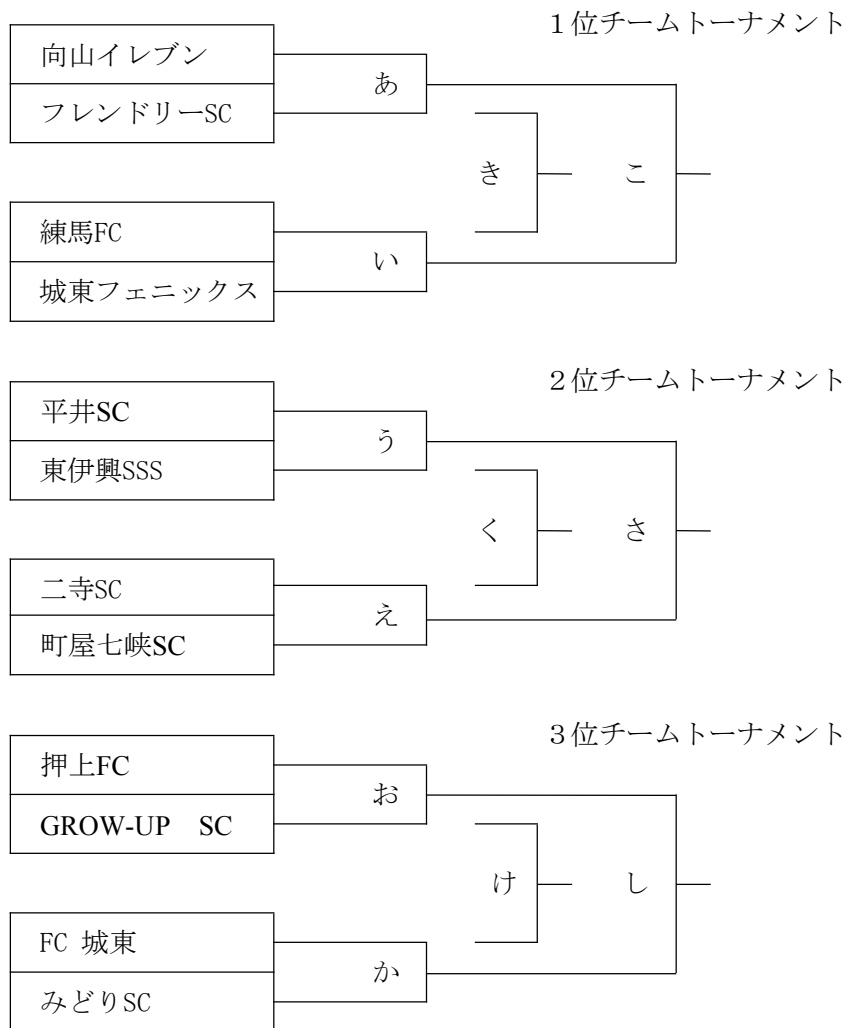 1位チームトーナメント
向山イレブン
あ
フレンドリーSC
き
こ
練馬FC
い
城東フェニックス
2位チームトーナメント
平井SC
う
東伊興SSS
く
さ
二寺SC
え
町屋七峡SC
3位チームトーナメント
押上FC
お
GROW-UP SC
け
し
FC 城東
か
みどりSC